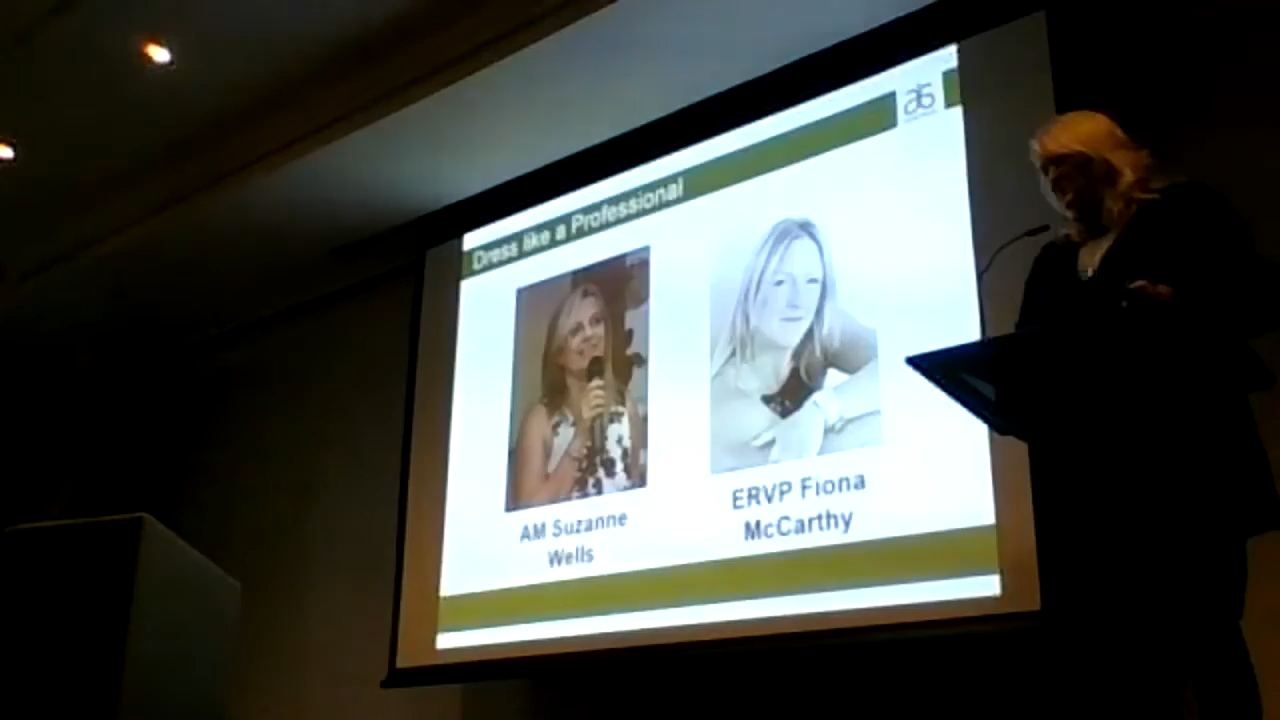 Dress like a Professional
AM Suzanne
Wells
ERVP Fiona
McCarthy